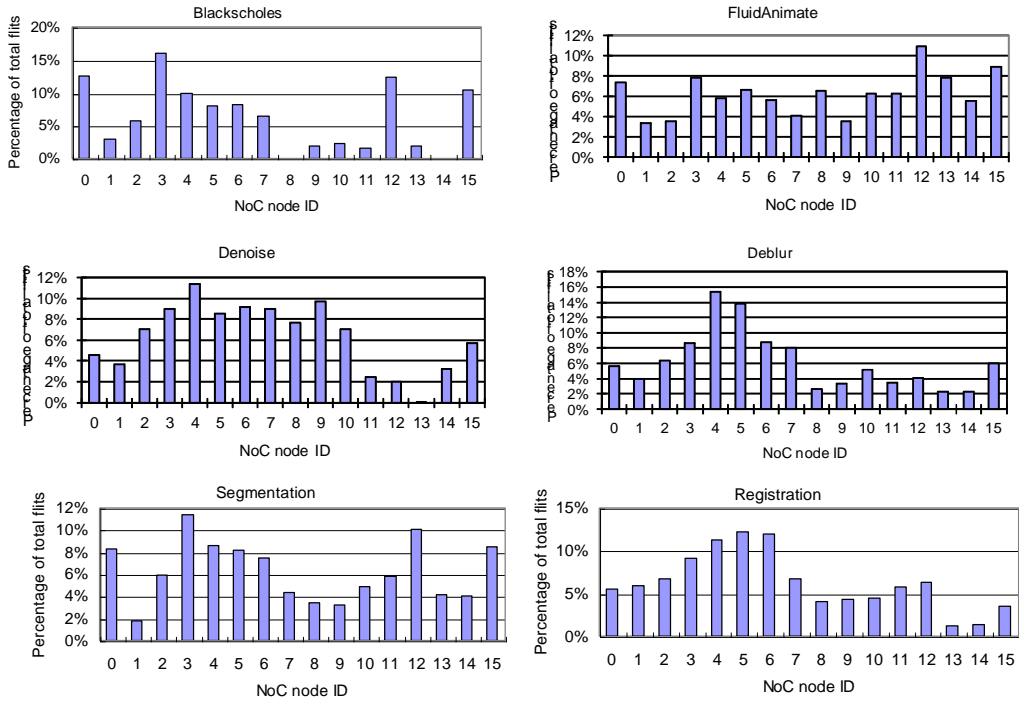 Blackscholes
Percentage of total flits
20%
15%
10%
5%
0%
0 1 2 3 4 5 6 7 8 9 10 11 12 13 14 15
NoC node ID
FluidAnimate
12%
10%
8%
6%
4%
2%
0%
0 1 2 3 4 5 6 7 8 9 10 11 12 13 14 15
NoC node ID
Denoise
12%
10%
8%
6%
4%
2%
0%
0 1 2 3 4 5 6 7 8 9 10 11 12 13 14 15
NoC node ID
Deblur
18%
16%
14%
12%
10%
8%
6%
4%
2%
0%
0 1 2 3 4 5 6 7 8 9 10 11 12 13 14 15
NoC node ID
Segmentation
Percentage of total flits
12%
10%
8%
6%
4%
2%
0%
0 1 2 3 4 5 6 7 8 9 10 11 12 13 14 15
NoC node ID
Registration
Percentage of total flits
15%
10%
5%
0%
0 1 2 3 4 5 6 7 8 9 10 11 12 13 14 15
NoC node ID